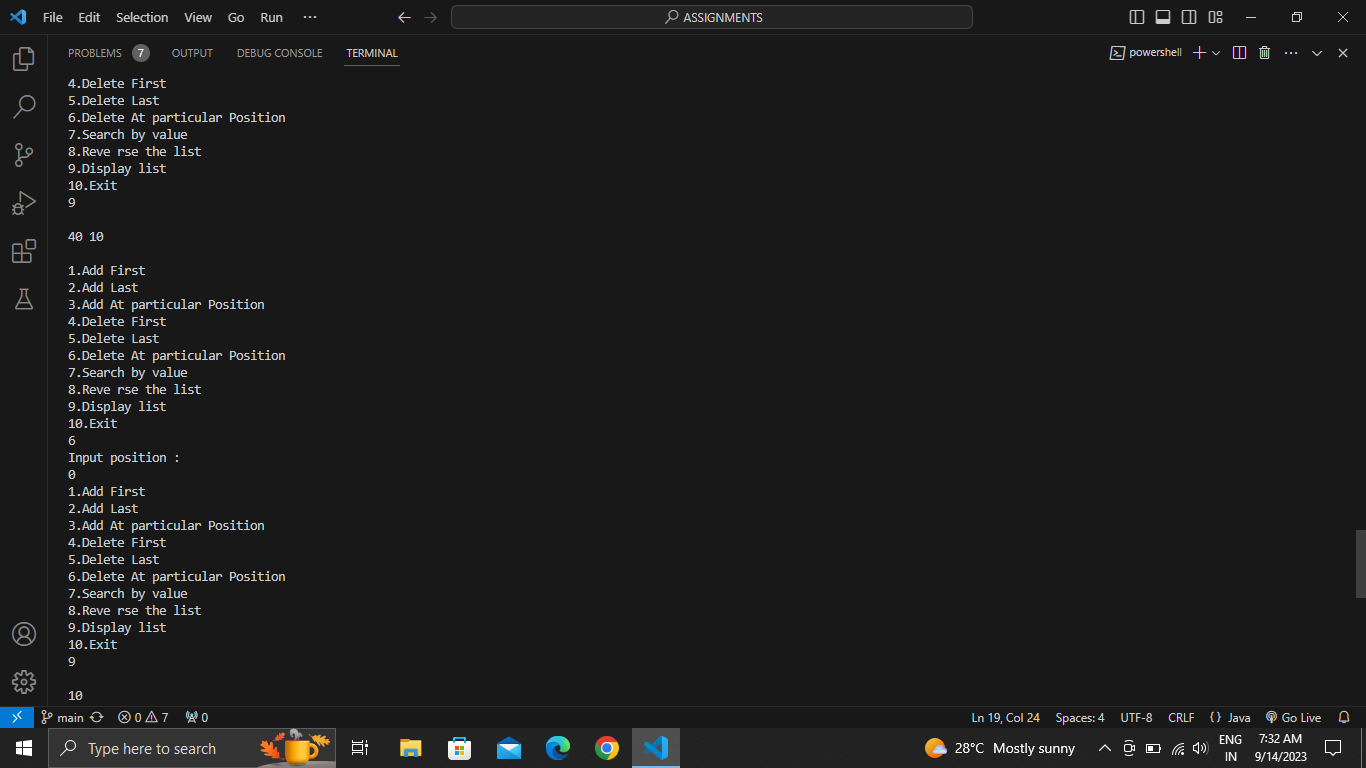 File Edit Selection View Go Run ··· ASSIGNMENTS
PROBLEMS 7 OUTPUT DEBUG CONSOLE TERMINAL powershell
4.Delete First
5.Delete Last
6.Delete At particular Position
7.Search by value
8.Reve rse the list
9.Display list
10.Exit
9
40 10
1.Add First
2.Add Last
3.Add At particular Position
4.Delete First
5.Delete Last
6.Delete At particular Position
7.Search by value
8.Reve rse the list
9.Display list
10.Exit
6
Input position :
0
1.Add First
2.Add Last
3.Add At particular Position
4.Delete First
5.Delete Last
6.Delete At particular Position
7.Search by value
8.Reve rse the list
9.Display list
10.Exit
9
10
main 0 7 0 Ln 19, Col 24 Spaces: 4 UTF-8 CRLF {} Java Go Live
Type here to search 28°C Mostly sunny ENG IN 7:32 AM 9/14/2023